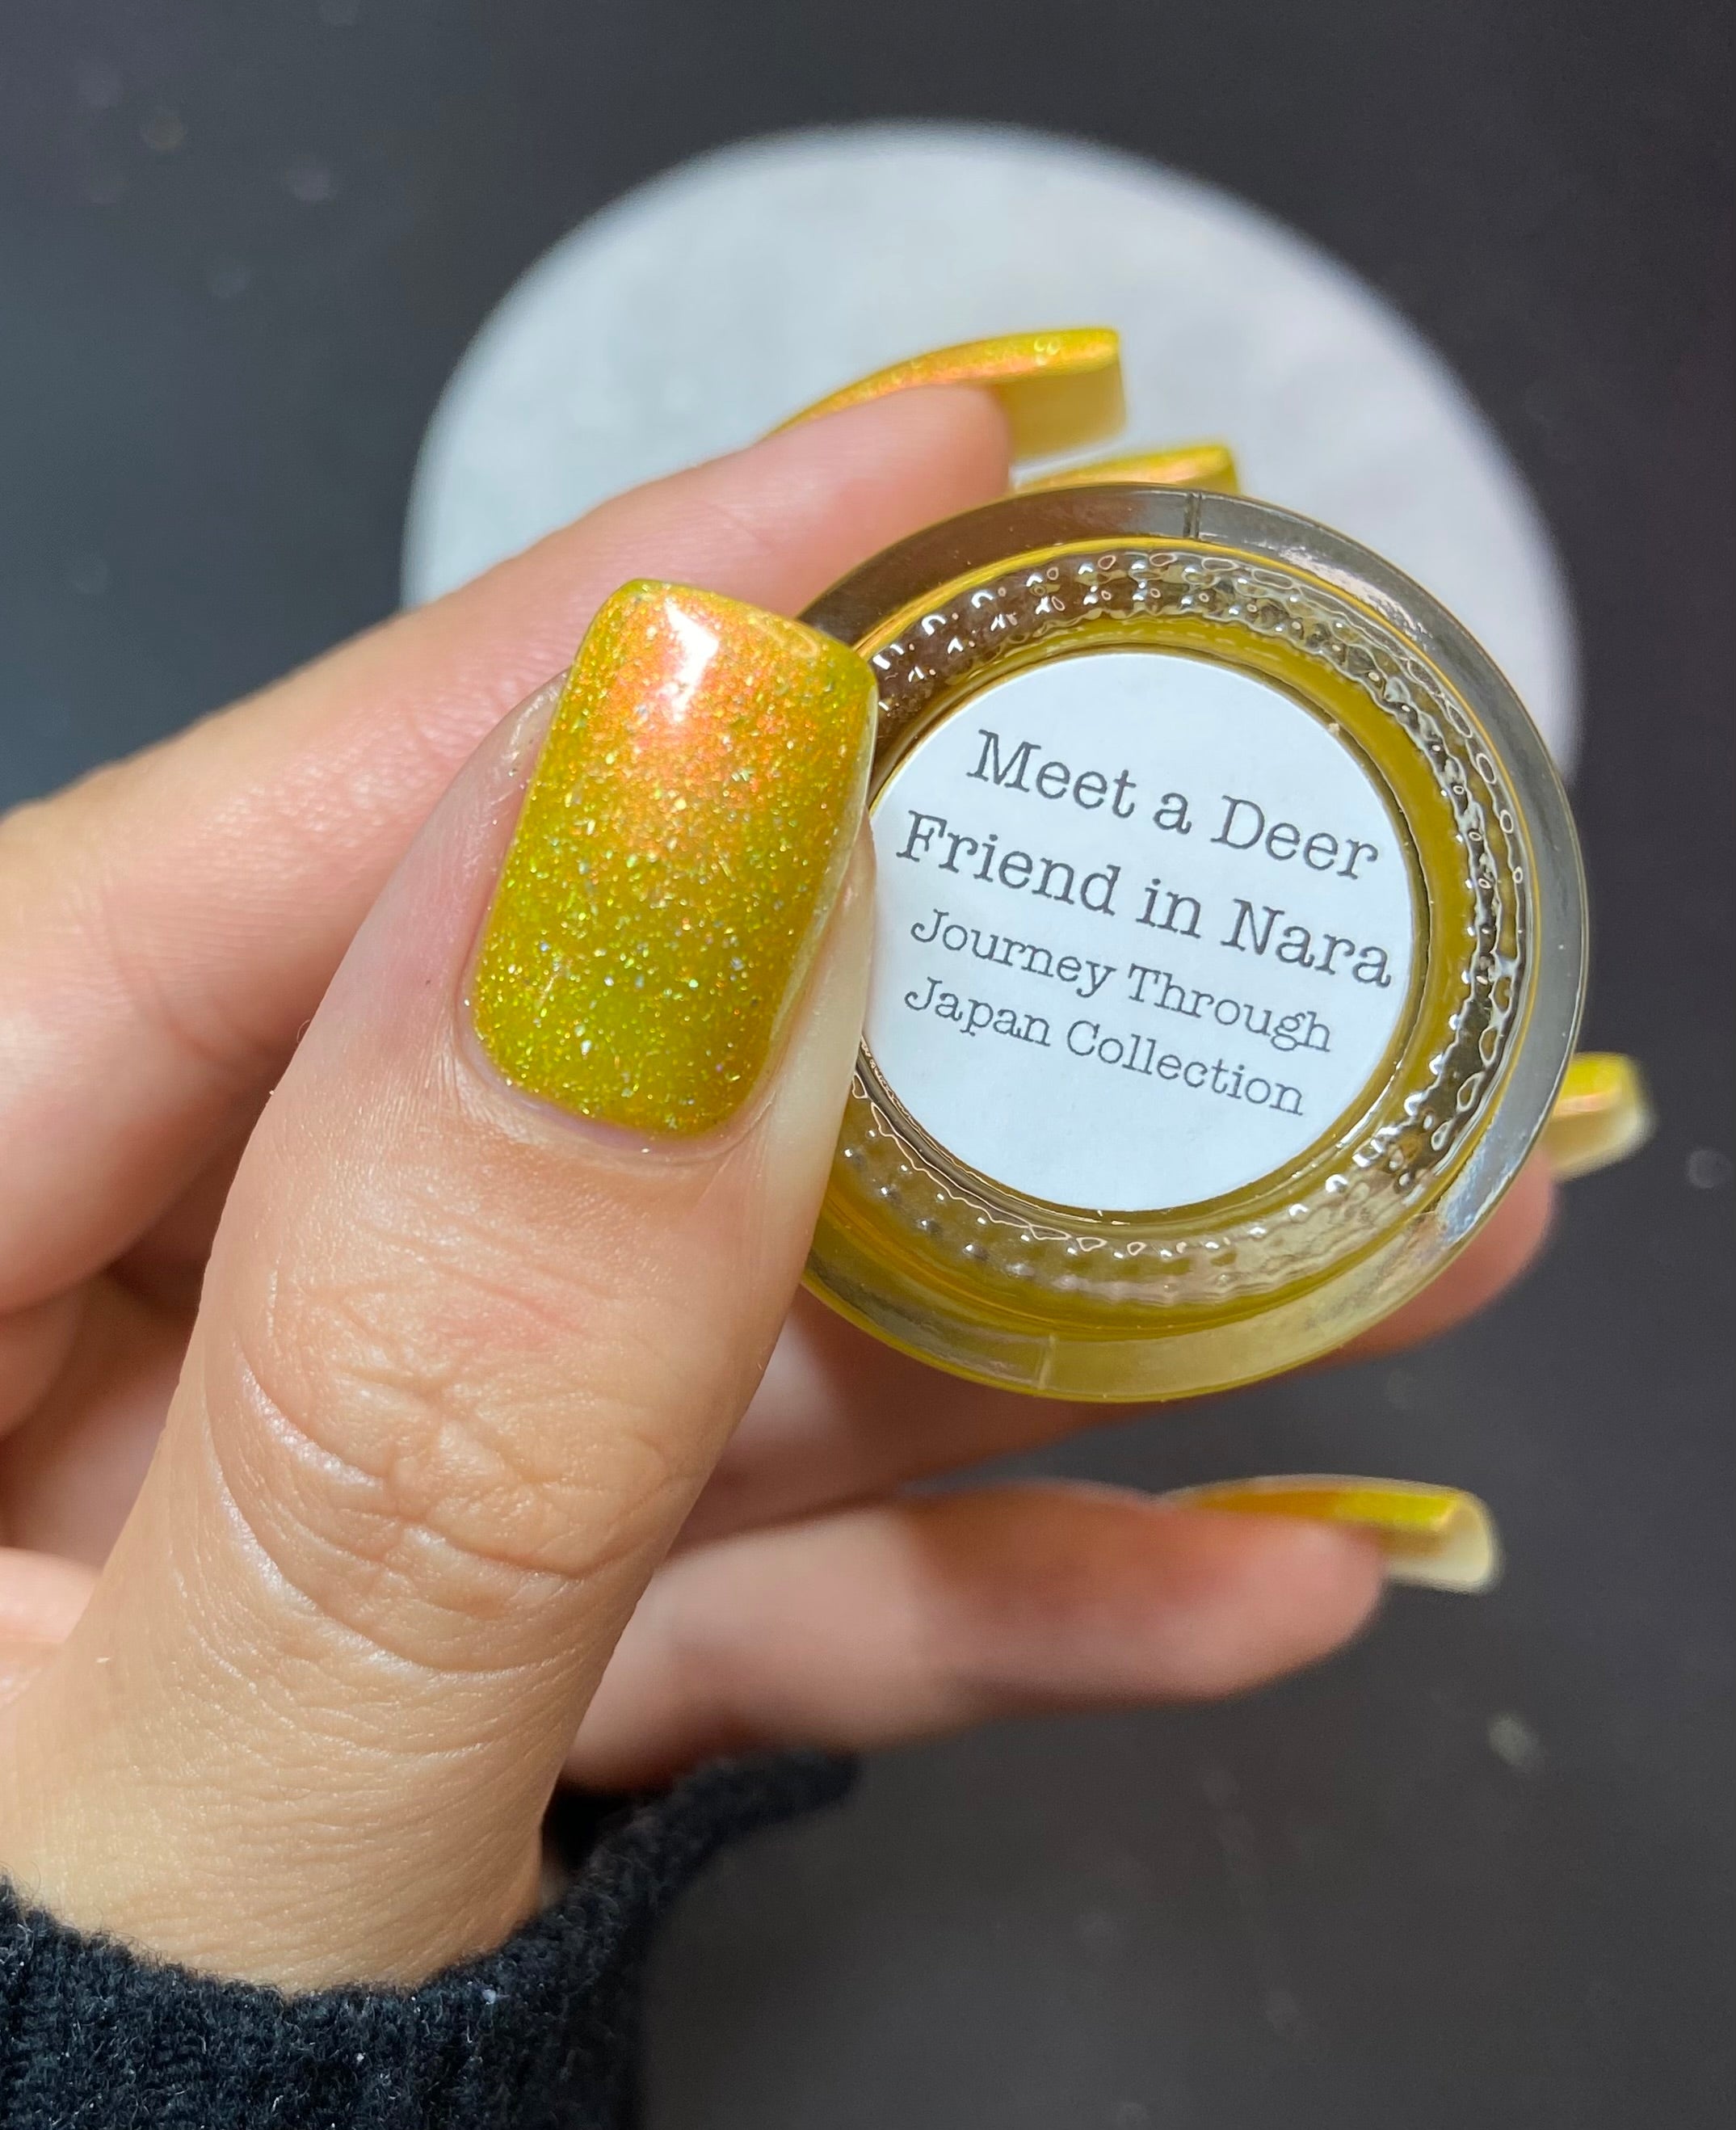 Meet a Deer
Friend in Nara
Journey Through
Japan Collection